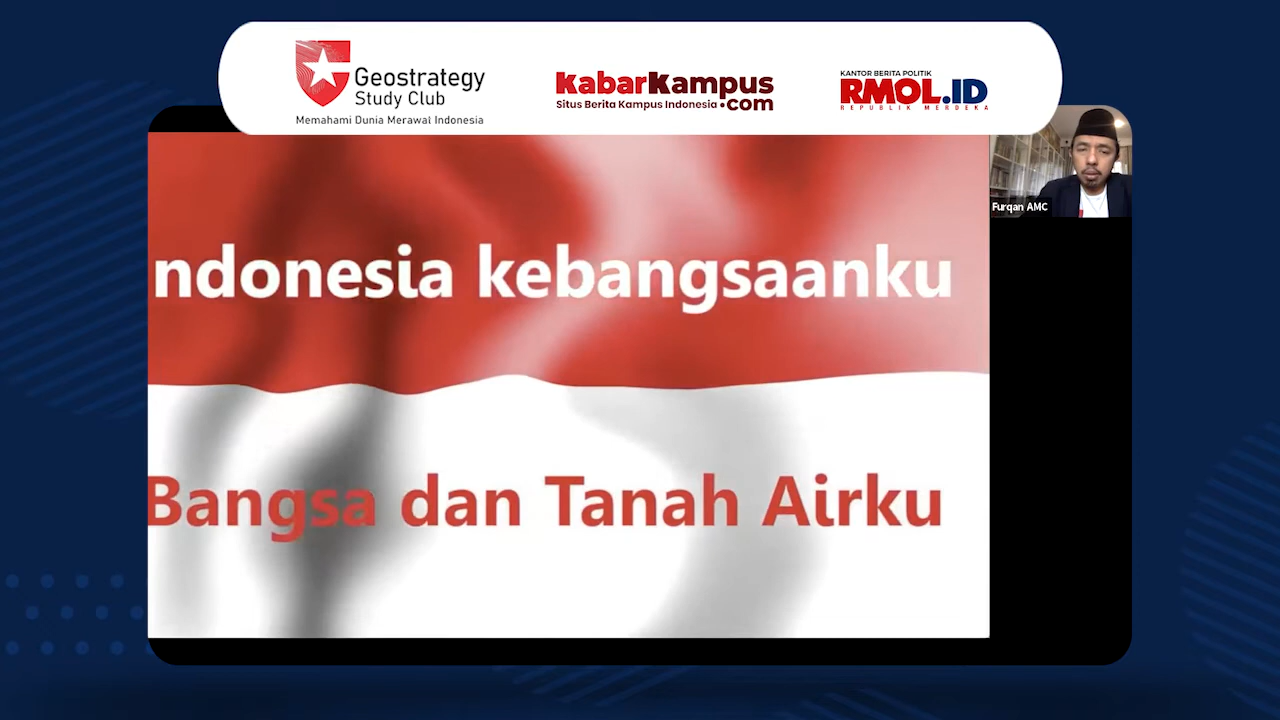 Geostrategy
Study Club
Memahami Dunia Merawat Indonesia
KabarKampus
Situs Berita Kampus Indonesia .com
KANTOR BERITA POLITIK
RMOL.ID
REPUBLIK MERDEKA
Furqan AMC
ndonesia kebangsaanku
Bangsa dan Tanah Airku